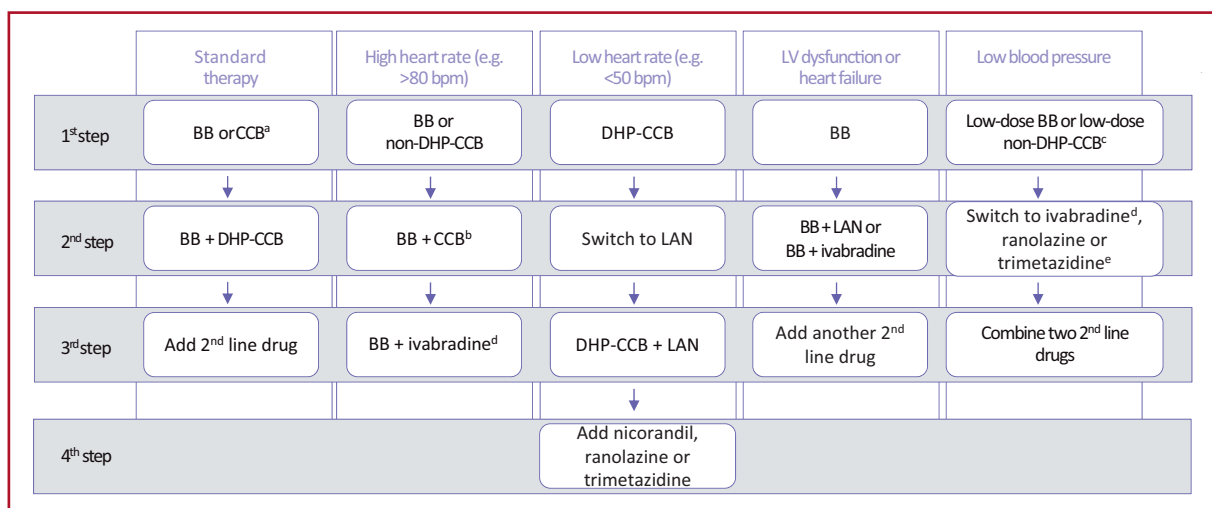 Standard
therapy
High heart rate (e.g.
>80 bpm)
Low heart rate (e.g.
<50 bpm)
LV dysfunction or
heart failure
Low blood pressure
1st step
BB orCCBa
BB or
non-DHP-CCB
DHP-CCB
BB
Low-dose BB or low-dose
non-DHP-CCBc
2nd step
BB + DHP-CCB
BB + CCBb
Switch to LAN
BB + LAN or
BB + ivabradine
Switch to ivabradined,
ranolazine or
trimetazidinee
3rd step
Add 2nd line drug
BB + ivabradined
DHP-CCB + LAN
Add another 2nd
line drug
Combine two 2nd line
drugs
4th step
Add nicorandil,
ranolazine or
trimetazidine